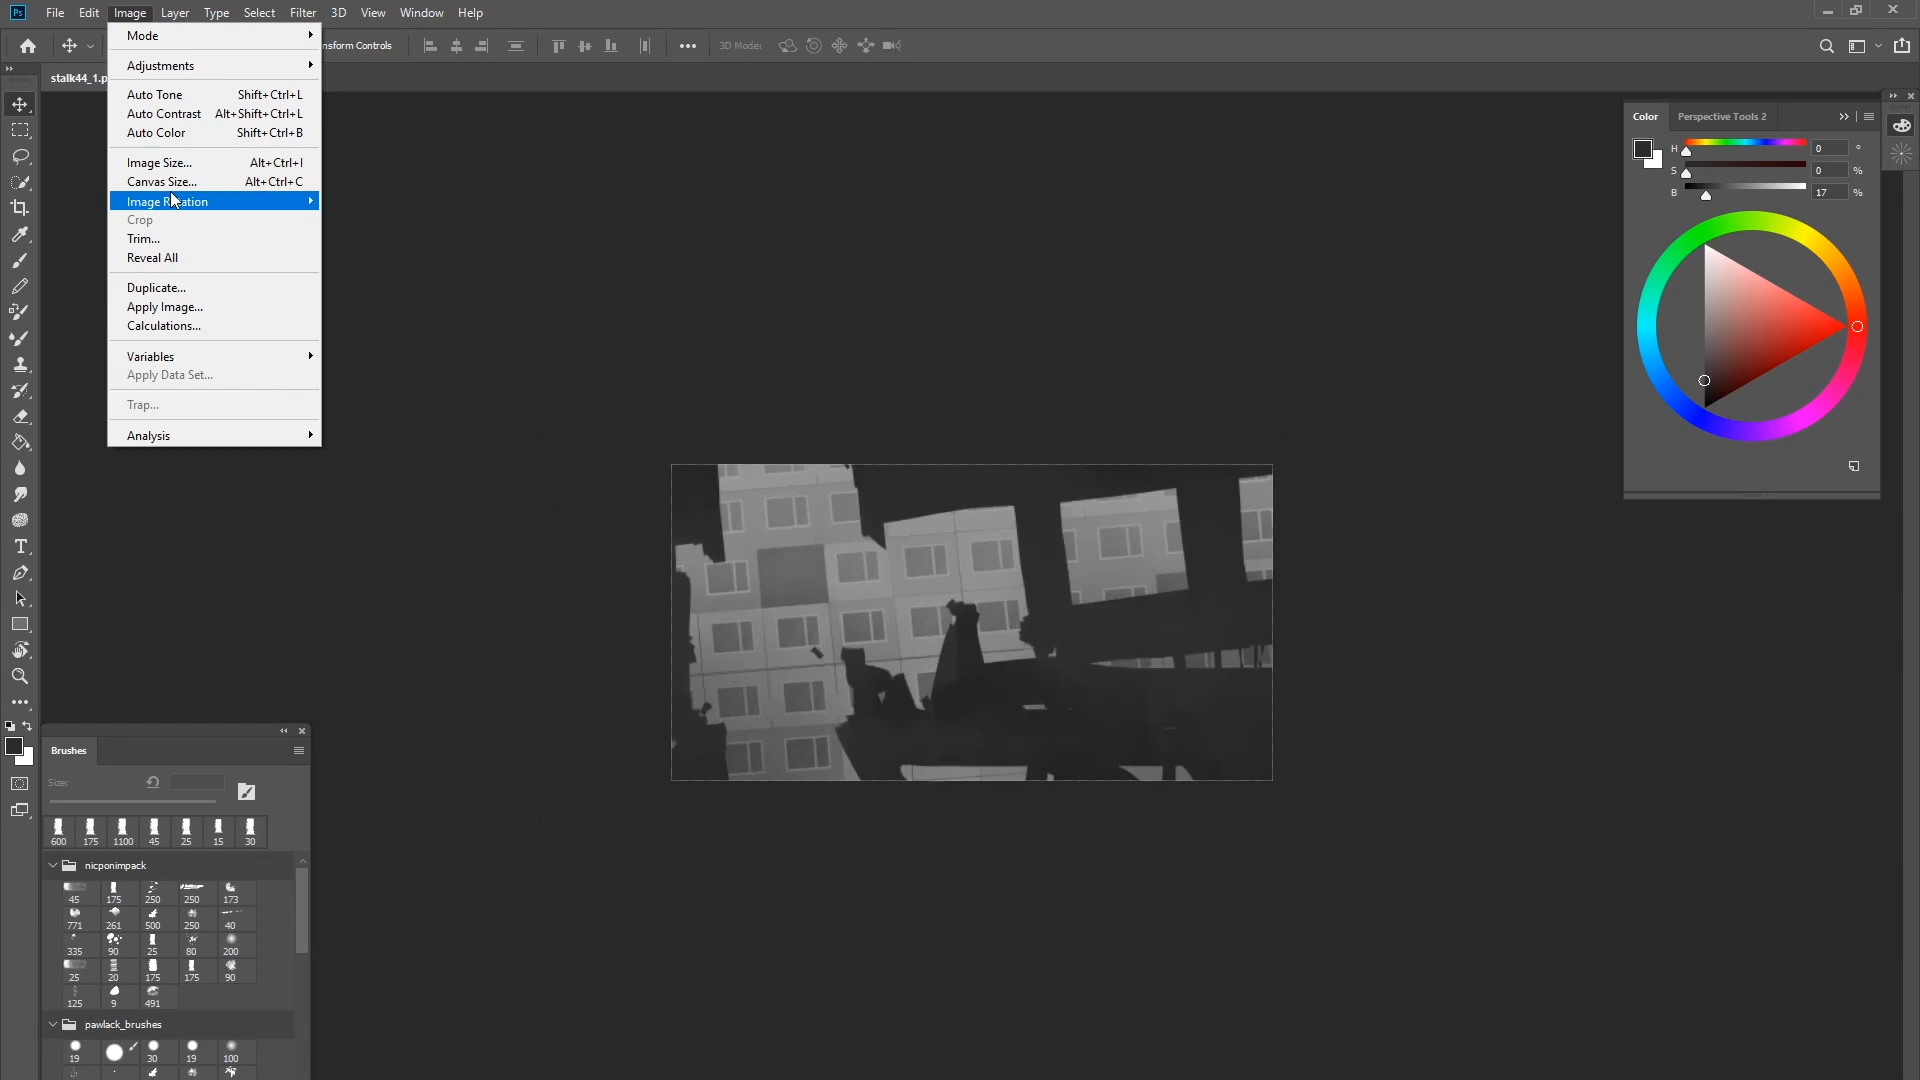 Ps File Edit Image Layer Type Select Filter 3D View Window Help
nsform Controls 3D Mode:
stalk44_1.p
Mode
Adjustments
Auto Tone Shift+Ctrl+L
Auto Contrast Alt+Shift+Ctrl+L
Auto Color Shift+Ctrl+B
Image Size... Alt+Ctrl+I
Canvas Size... Alt+Ctrl+C
Image Rotation
Crop
Trim...
Reveal All
Duplicate...
Apply Image...
Calculations...
Variables
Apply Data Set...
Trap...
Analysis
Color Perspective Tools 2
H 0 °
S 0 %
B 17 %
Brushes
Size:
600 175 1100 45 25 15 30
nicponimpack
45 175 250 250 173
771 261 500 250 40
335 90 25 80 200
25 20 175 175 90
125 9 491
pawlack_brushes
19 30 19 100